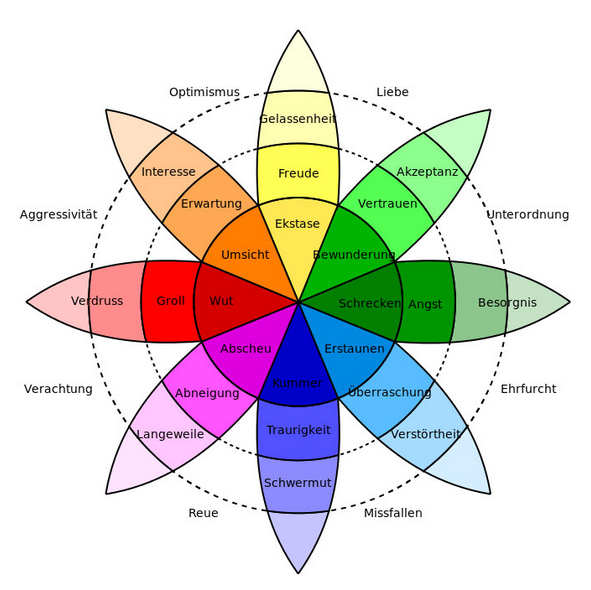 Optimismus
Liebe
Gelassenheit
Interesse
Freude
Akzeptanz
Erwartung
Vertrauen
Aggressivität
Ekstase
Unterordnung
Umsicht
Bewunderung
Verdruss
Groll
Wut
Schrecken
Angst
Besorgnis
Abscheu
Erstaunen
Verachtung
Kummer
Ehrfurcht
Abneigung
Überraschung
Langeweile
Traurigkeit
Verstörtheit
Schwermut
Reue
Missfallen